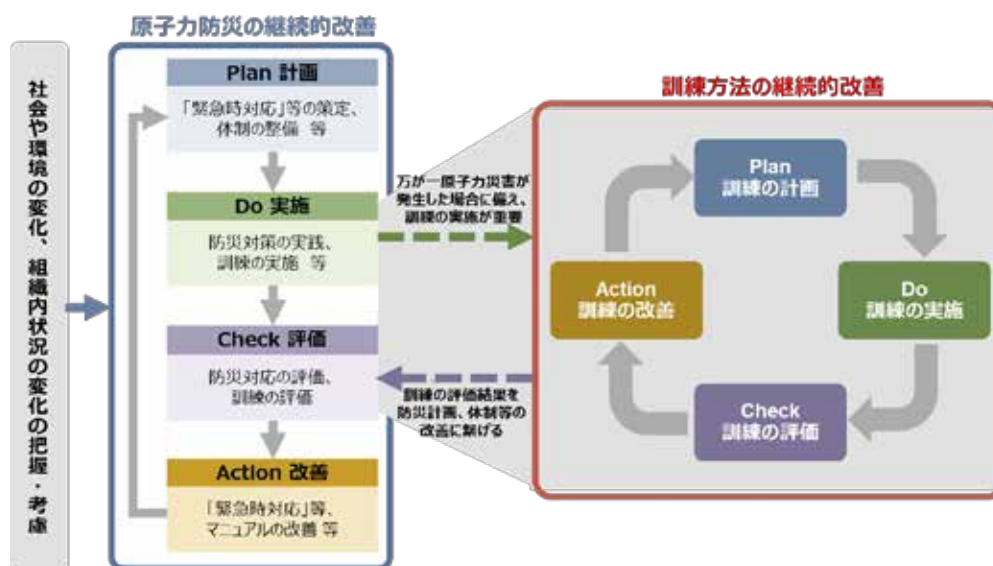 原子力防災の継続的改善
社会や環境の変化、組織内状況の変化の把握・考慮
Plan 計画
「緊急時対応」等の策定、
体制の整備 等
Do 実施
防災対策の実践、
訓練の実施 等
Check 評価
防災対応の評価、
訓練の評価
Action 改善
「緊急時対応」等、
マニュアルの改善 等
万が一原子力災害が
発生した場合に備え、
訓練の実施が重要
訓練の評価結果を
防災計画、体制等の
改善に繋げる
訓練方法の継続的改善
Plan
訓練の計画
Do
訓練の実施
Check
訓練の評価
Action
訓練の改善